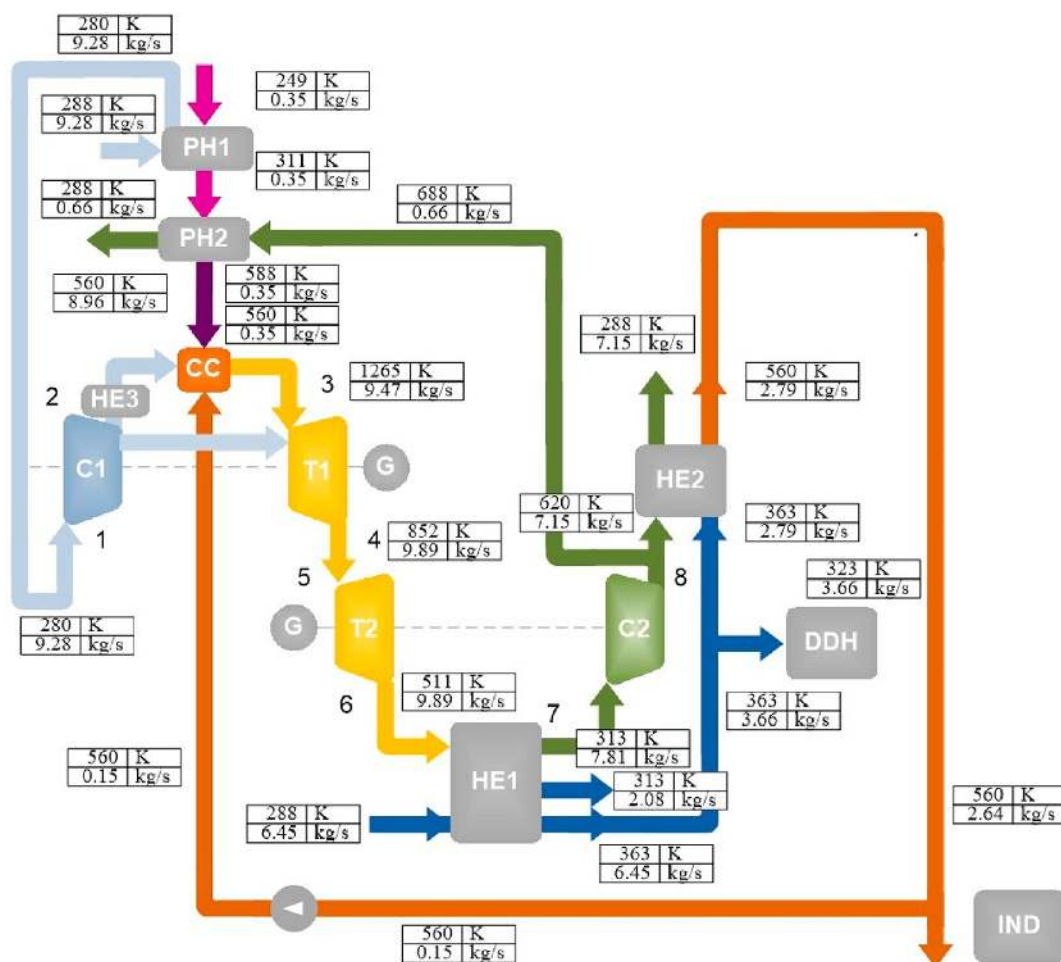 280 K
9.28 kg/s
249 K
0.35 kg/s
288 K
9.28 kg/s
PH1
311 K
0.35 kg/s
288 K
0.66 kg/s
688 K
0.66 kg/s
PH2
560 K
8.96 kg/s
588 K
0.35 kg/s
560 K
0.35 kg/s
288 K
7.15 kg/s
CC
3
1265 K
9.47 kg/s
560 K
2.79 kg/s
2
HE3
C1
T1
G
HE2
620 K
7.15 kg/s
363 K
2.79 kg/s
1
4
852 K
9.89 kg/s
5
8
323 K
3.66 kg/s
280 K
9.28 kg/s
G
T2
C2
DDH
6
511 K
9.89 kg/s
7
363 K
3.66 kg/s
313 K
7.81 kg/s
560 K
0.15 kg/s
HE1
313 K
2.08 kg/s
288 K
6.45 kg/s
560 K
2.64 kg/s
363 K
6.45 kg/s
IND
560 K
0.15 kg/s